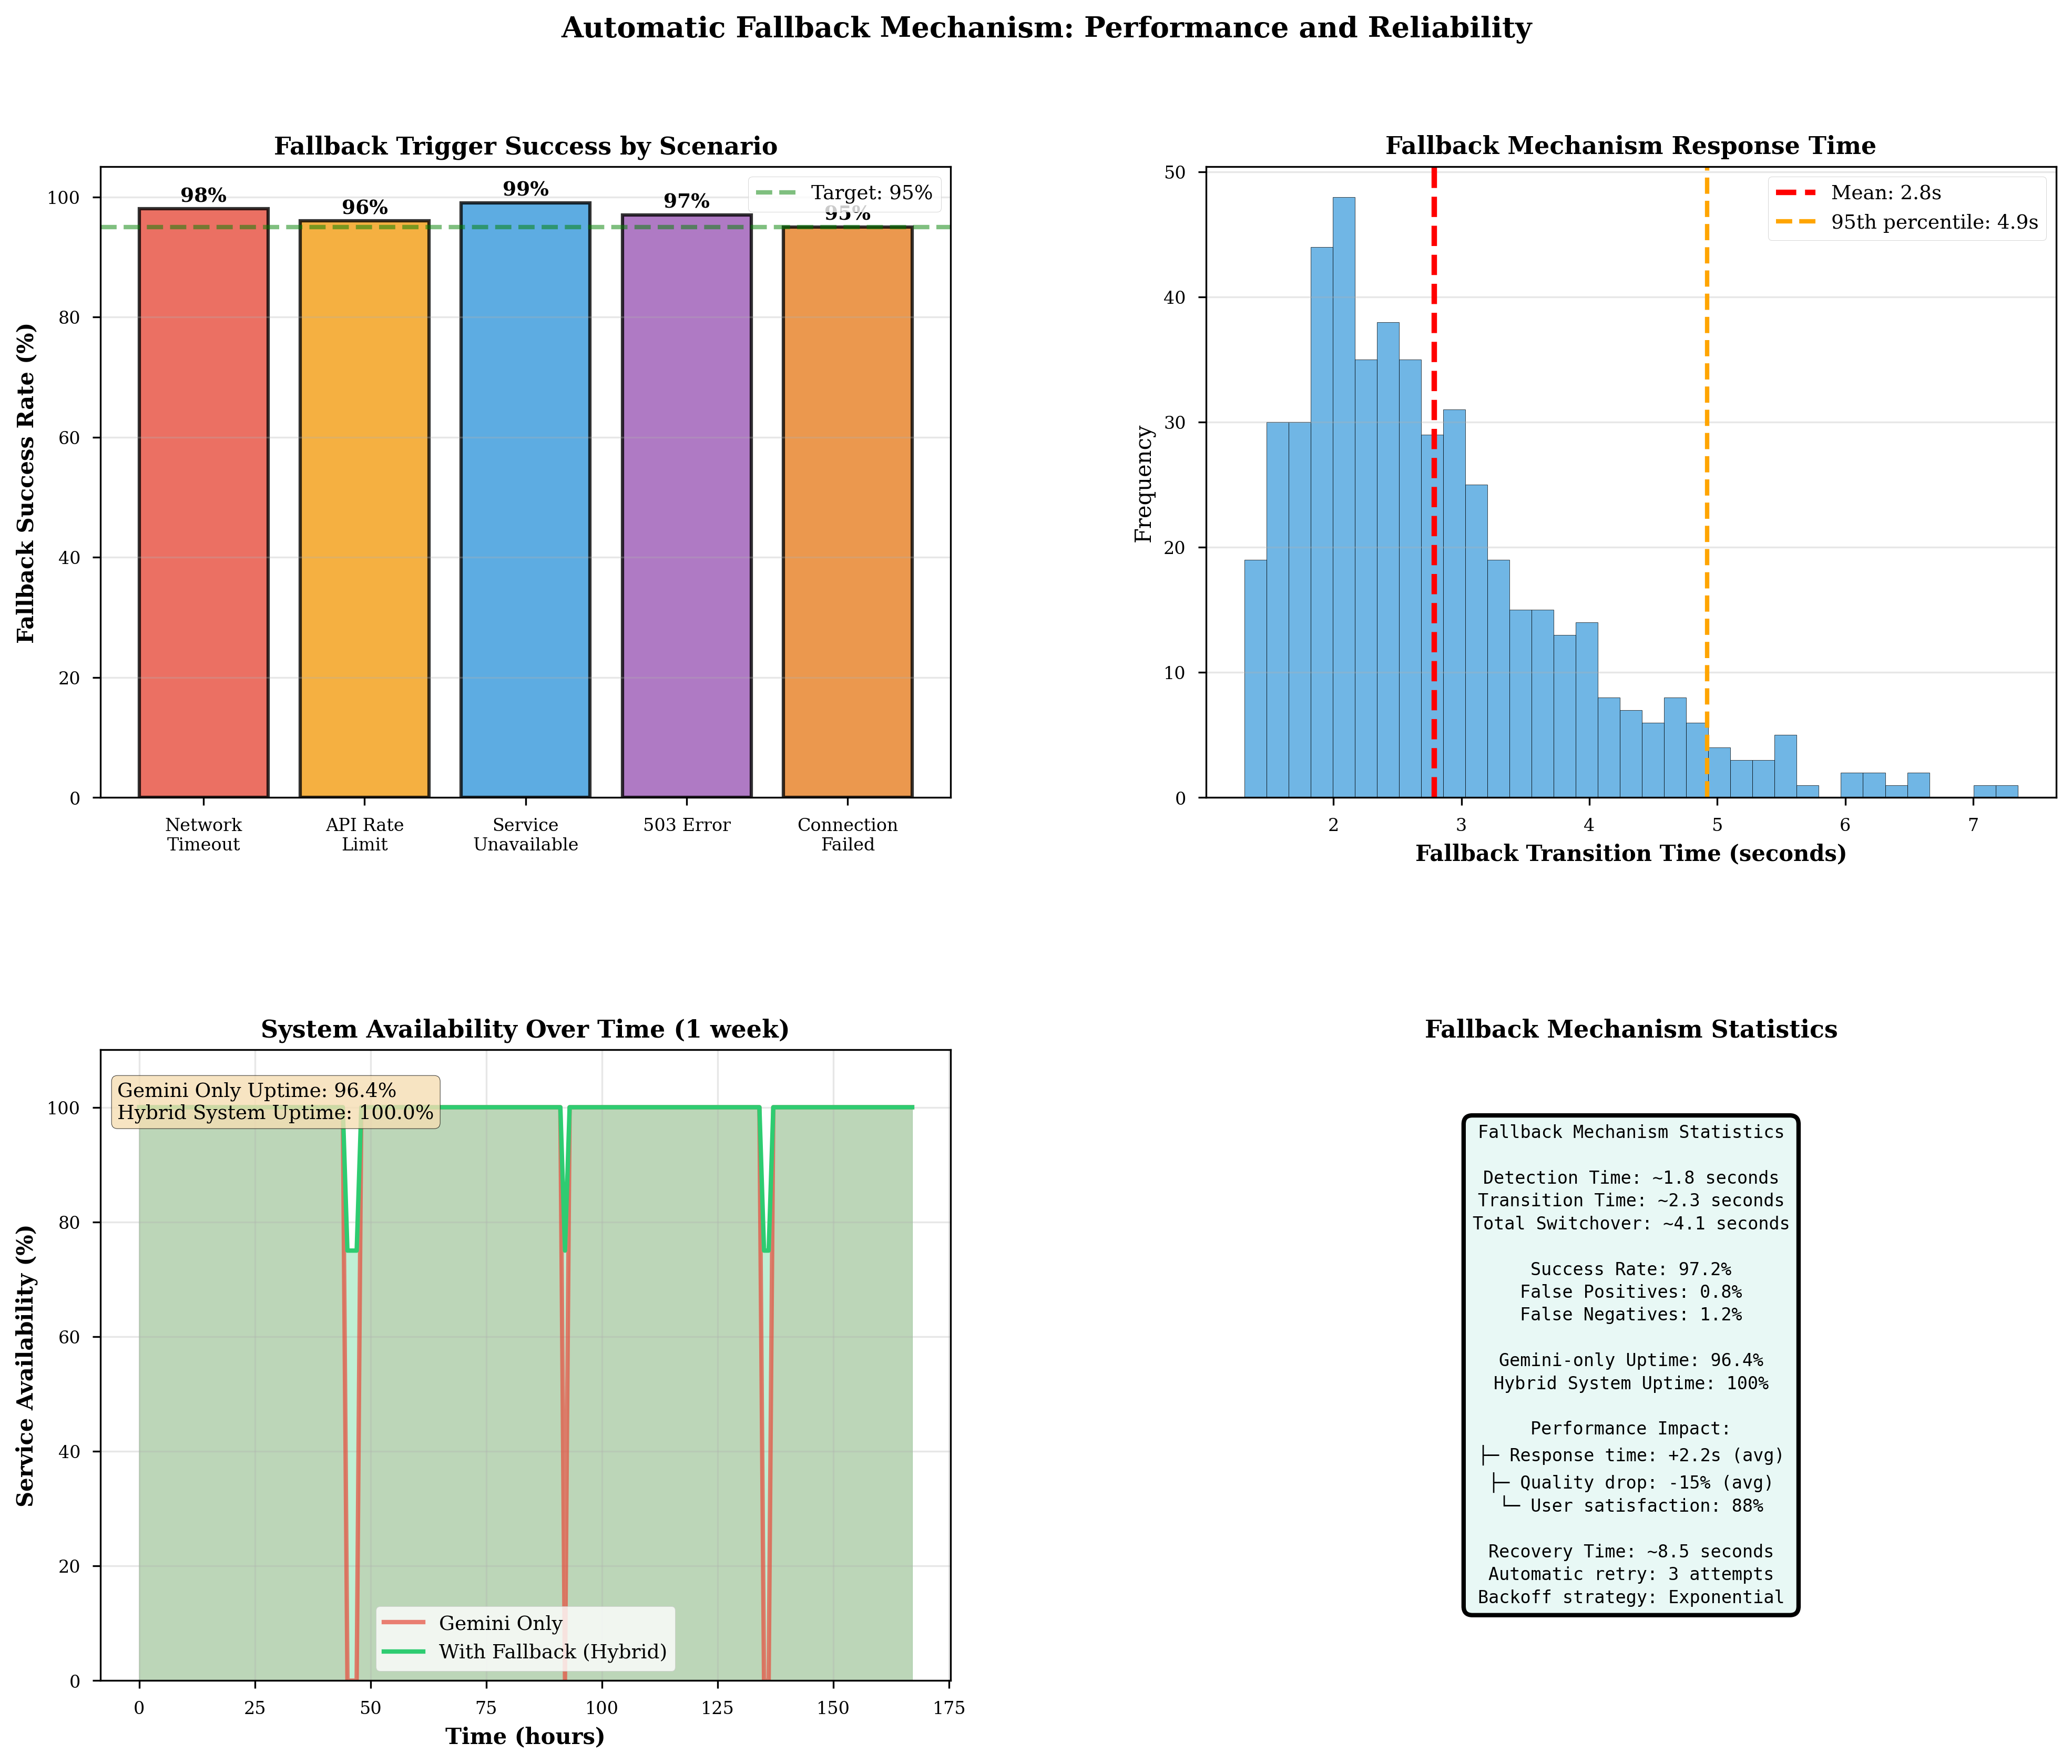 Automatic Fallback Mechanism: Performance and Reliability
Fallback Trigger Success by Scenario
Fallback Success Rate (%)
100
80
60
40
20
0
98%
96%
99%
97%
95%
Target: 95%
Network
Timeout
API Rate
Limit
Service
Unavailable
503 Error
Connection
Failed
Fallback Mechanism Response Time
Frequency
50
40
30
20
10
0
Mean: 2.8s
95th percentile: 4.9s
2
3
4
5
6
7
Fallback Transition Time (seconds)
System Availability Over Time (1 week)
Service Availability (%)
100
80
60
40
20
0
Gemini Only Uptime: 96.4%
Hybrid System Uptime: 100.0%
Gemini Only
With Fallback (Hybrid)
0
25
50
75
100
125
150
175
Time (hours)
Fallback Mechanism Statistics
Fallback Mechanism Statistics
Detection Time: ~1.8 seconds
Transition Time: ~2.3 seconds
Total Switchover: ~4.1 seconds
Success Rate: 97.2%
False Positives: 0.8%
False Negatives: 1.2%
Gemini-only Uptime: 96.4%
Hybrid System Uptime: 100%
Performance Impact:
├─ Response time: +2.2s (avg)
├─ Quality drop: -15% (avg)
└─ User satisfaction: 88%
Recovery Time: ~8.5 seconds
Automatic retry: 3 attempts
Backoff strategy: Exponential